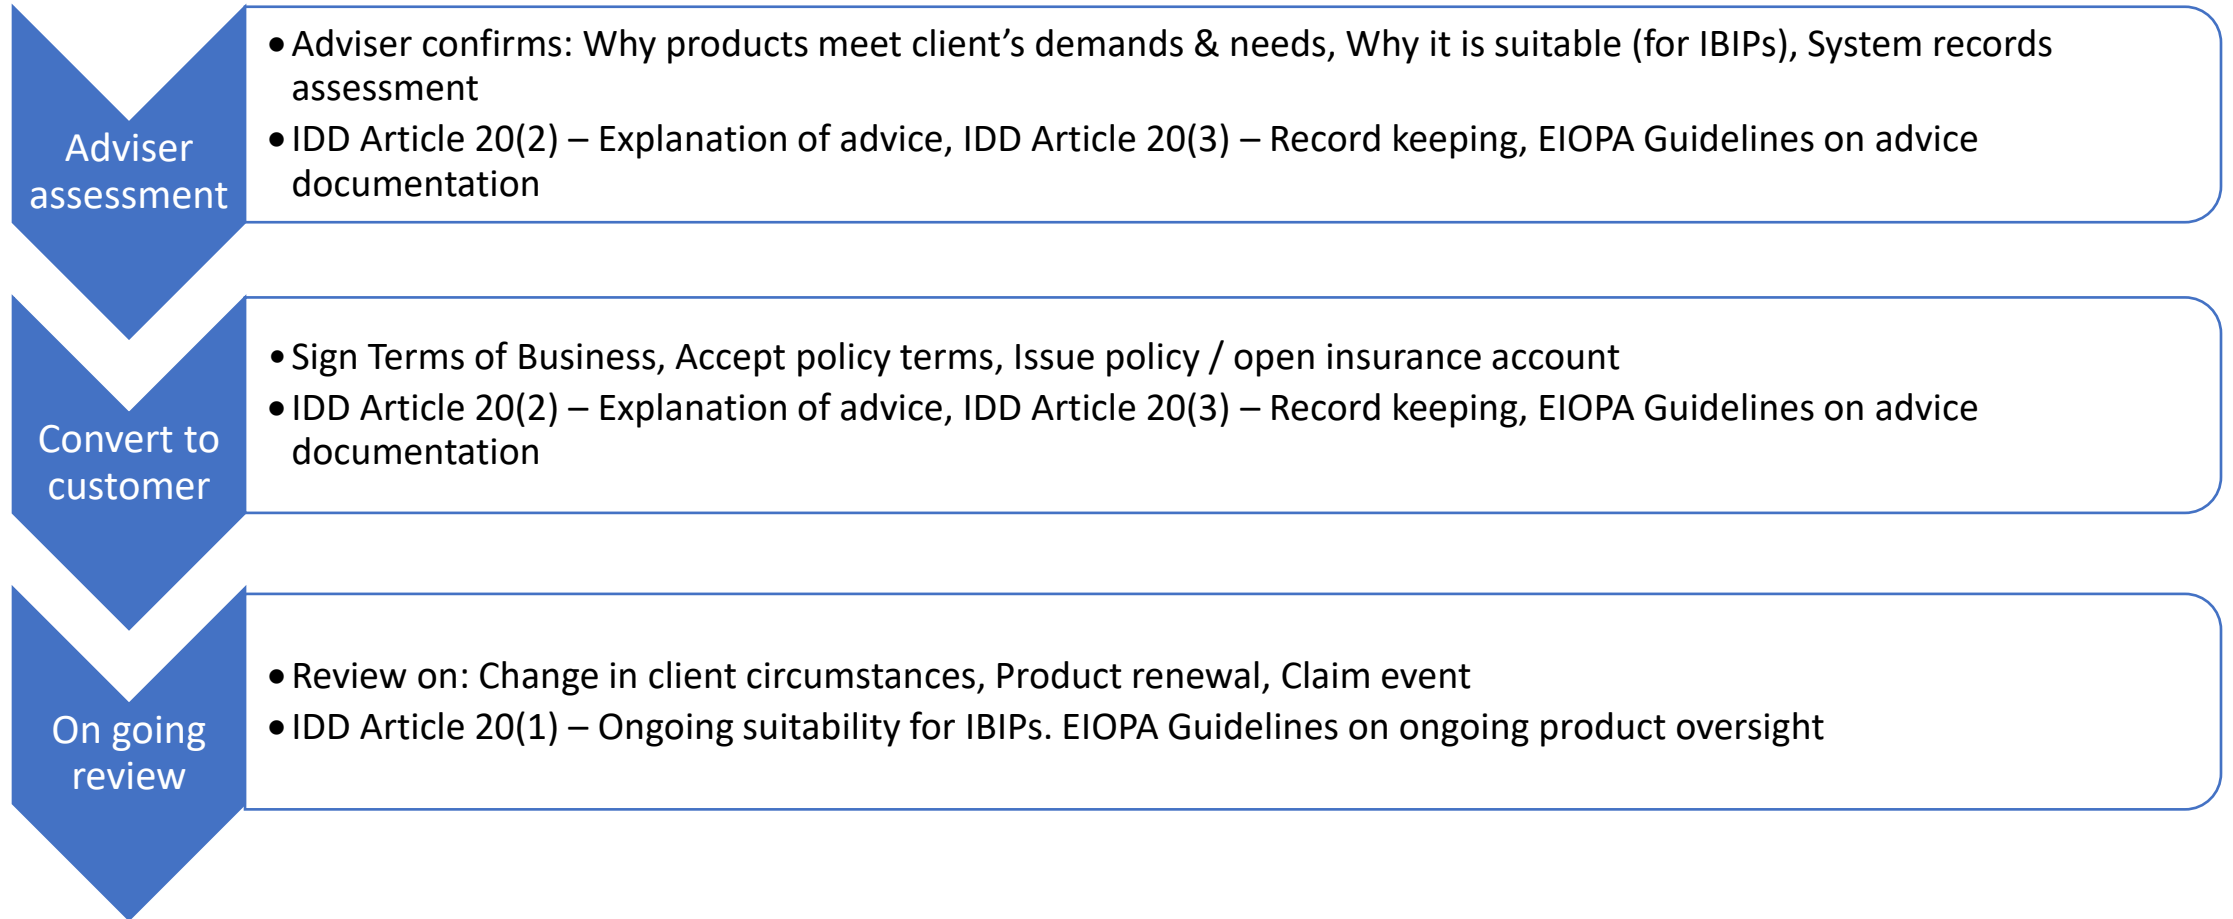 Adviser
assessment
• Adviser confirms: Why products meet client’s demands & needs, Why it is suitable (for IBIPs), System records
assessment
• IDD Article 20(2) – Explanation of advice, IDD Article 20(3) – Record keeping, EIOPA Guidelines on advice
documentation
Convert to
customer
• Sign Terms of Business, Accept policy terms, Issue policy / open insurance account
• IDD Article 20(2) – Explanation of advice, IDD Article 20(3) – Record keeping, EIOPA Guidelines on advice
documentation
On going
review
• Review on: Change in client circumstances, Product renewal, Claim event
• IDD Article 20(1) – Ongoing suitability for IBIPs. EIOPA Guidelines on ongoing product oversight